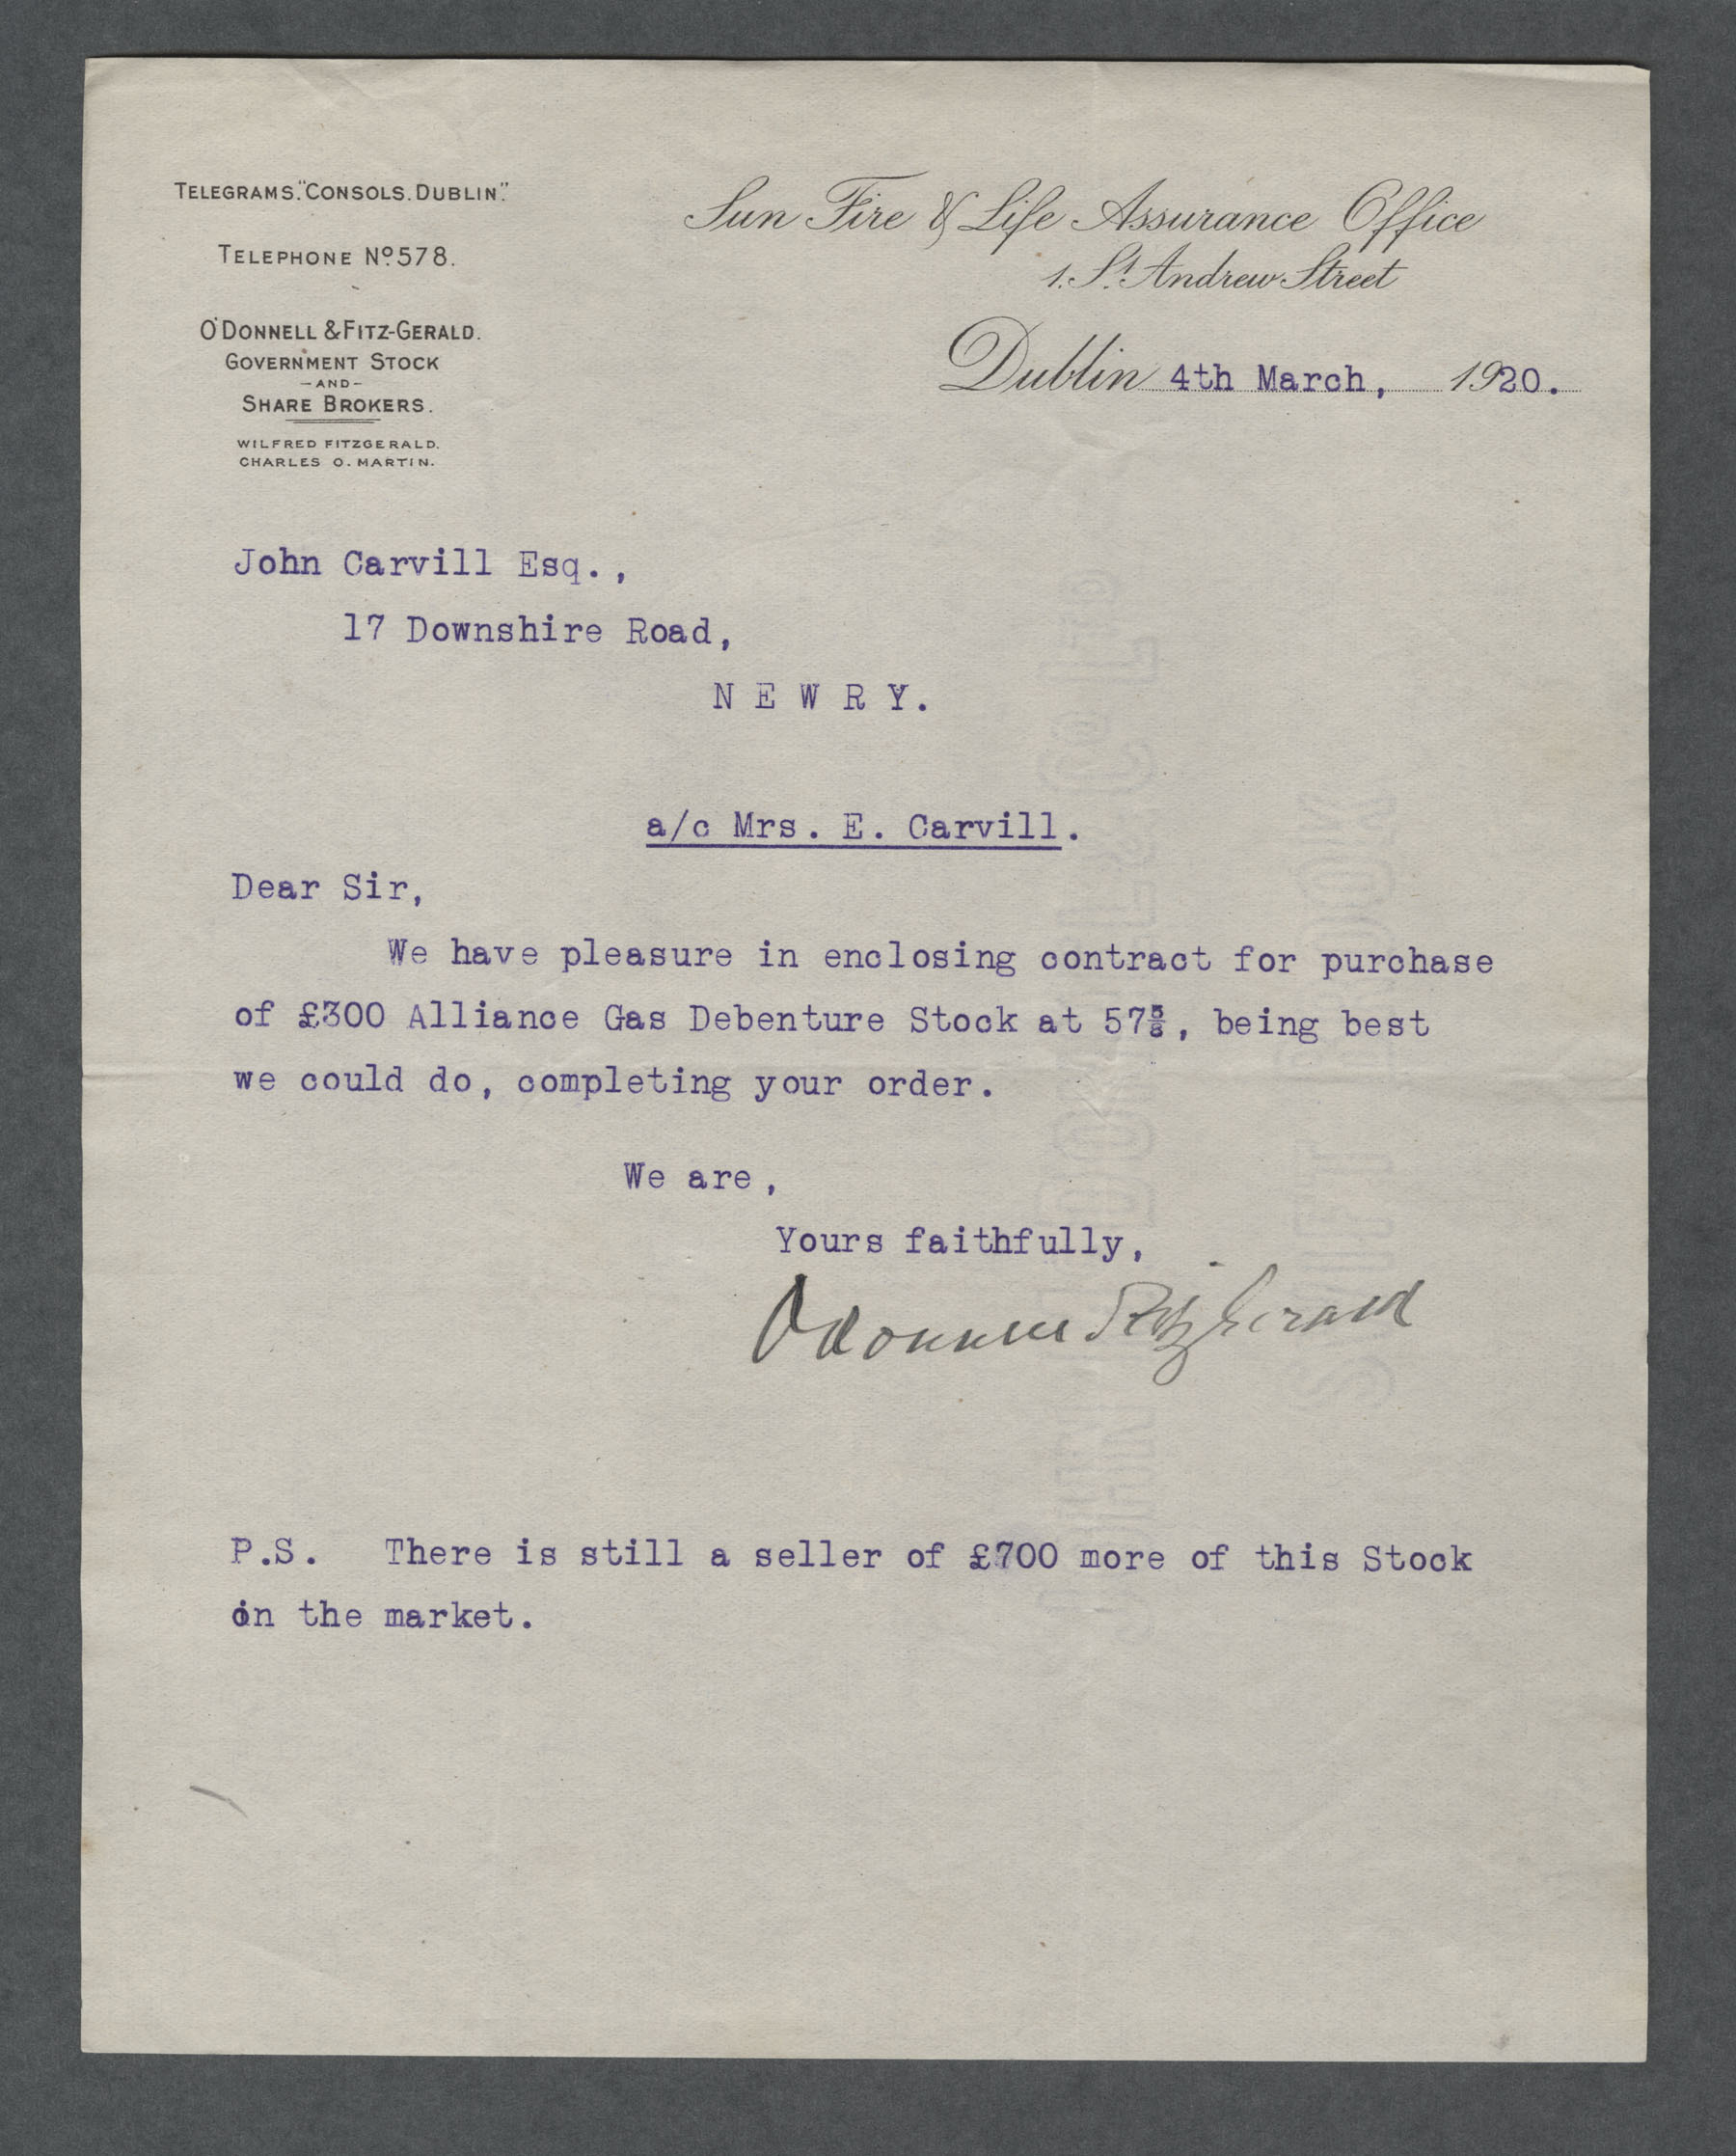 TELEGRAMS. "CONSOLS. DUBLIN."
TELEPHONE Nº 578.
O'DONNELL & FITZ-GERALD.
GOVERNMENT STOCK
-AND-
SHARE BROKERS.
WILFRED FITZGERALD.
CHARLES O. MARTIN.
Sun Fire & Life Assurance Office
1. St. Andrew Street
Dublin 4th March, 1920.
John Carvill Esq.,
17 Downshire Road,
N E W R Y.
a/c Mrs. E. Carvill.
Dear Sir,
We have pleasure in enclosing contract for purchase
of £300 Alliance Gas Debenture Stock at 57⅝, being best
we could do, completing your order.
We are,
Yours faithfully,
O'Donnell FitzGerald
P.S. There is still a seller of £700 more of this Stock
in the market.